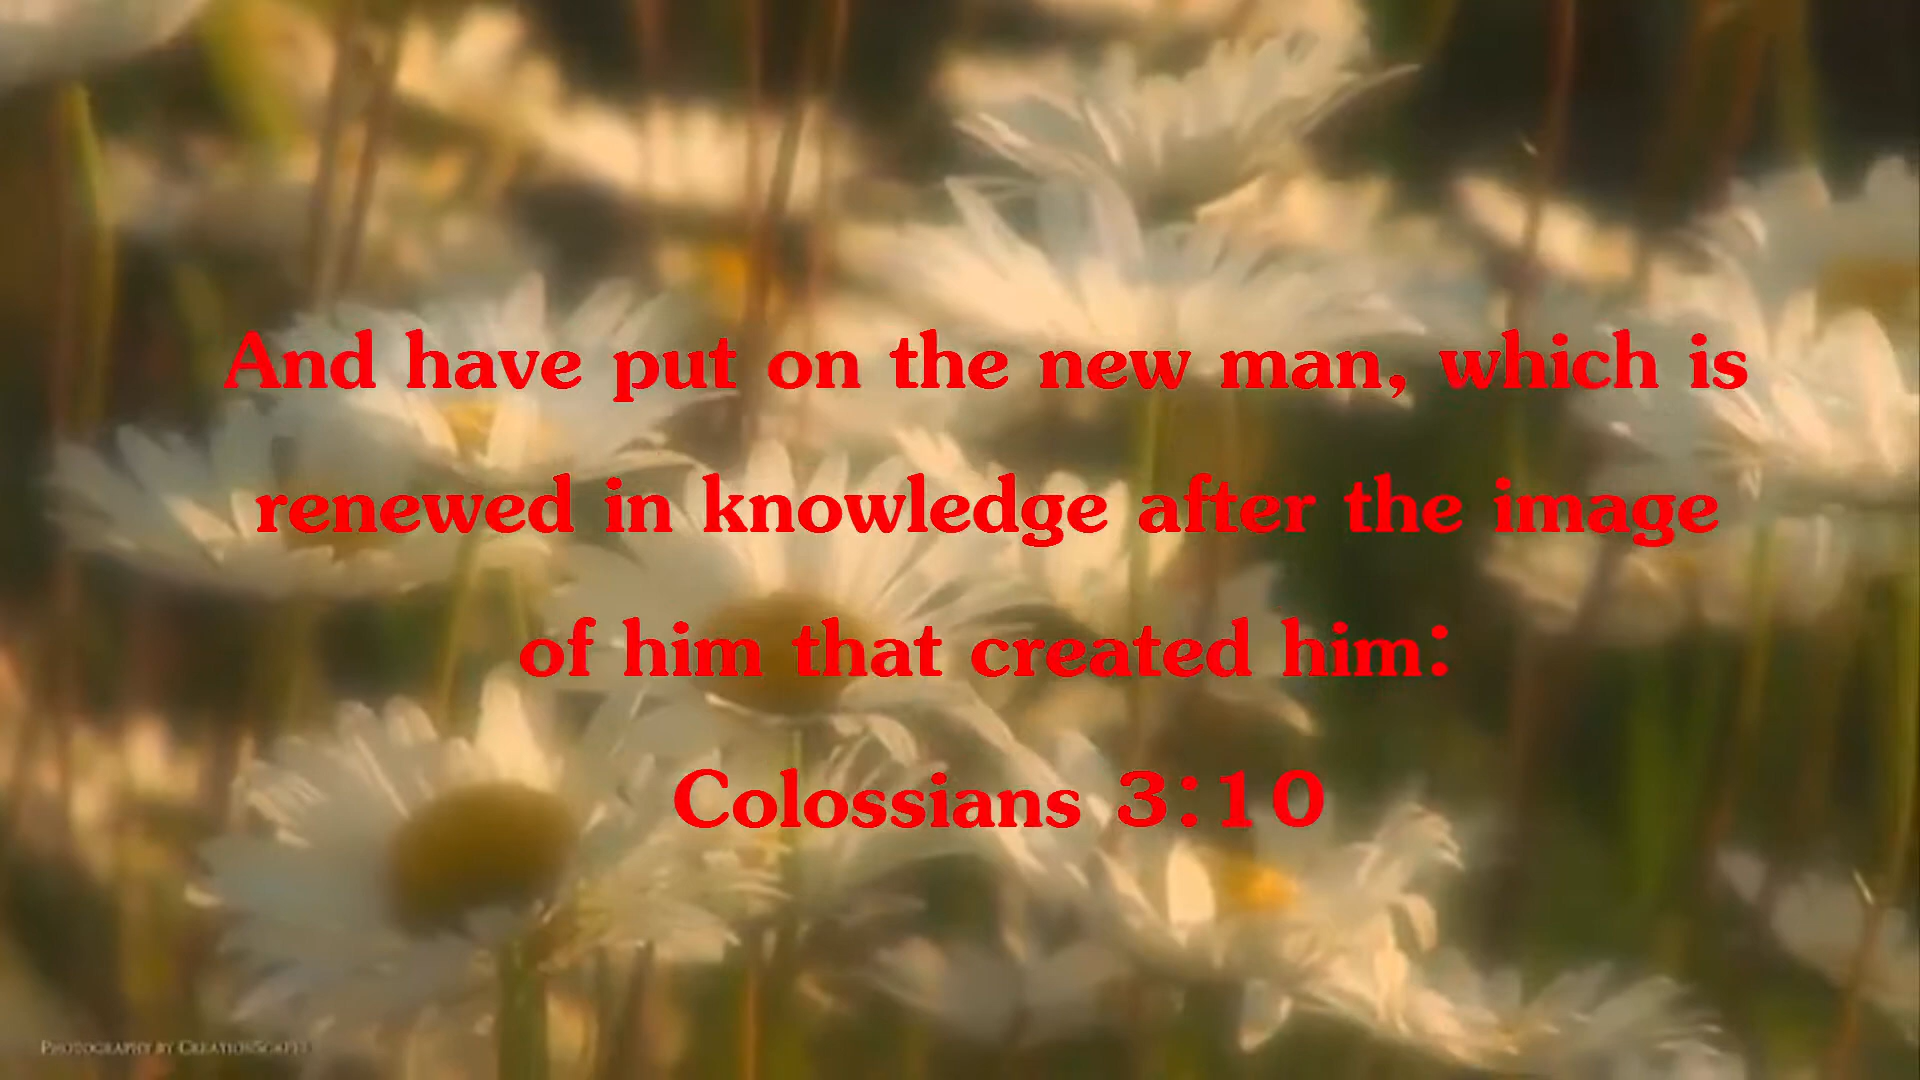 And have put on the new man, which is
renewed in knowledge after the image
of him that created him:
Colossians 3:10
Photography by CreationScapes